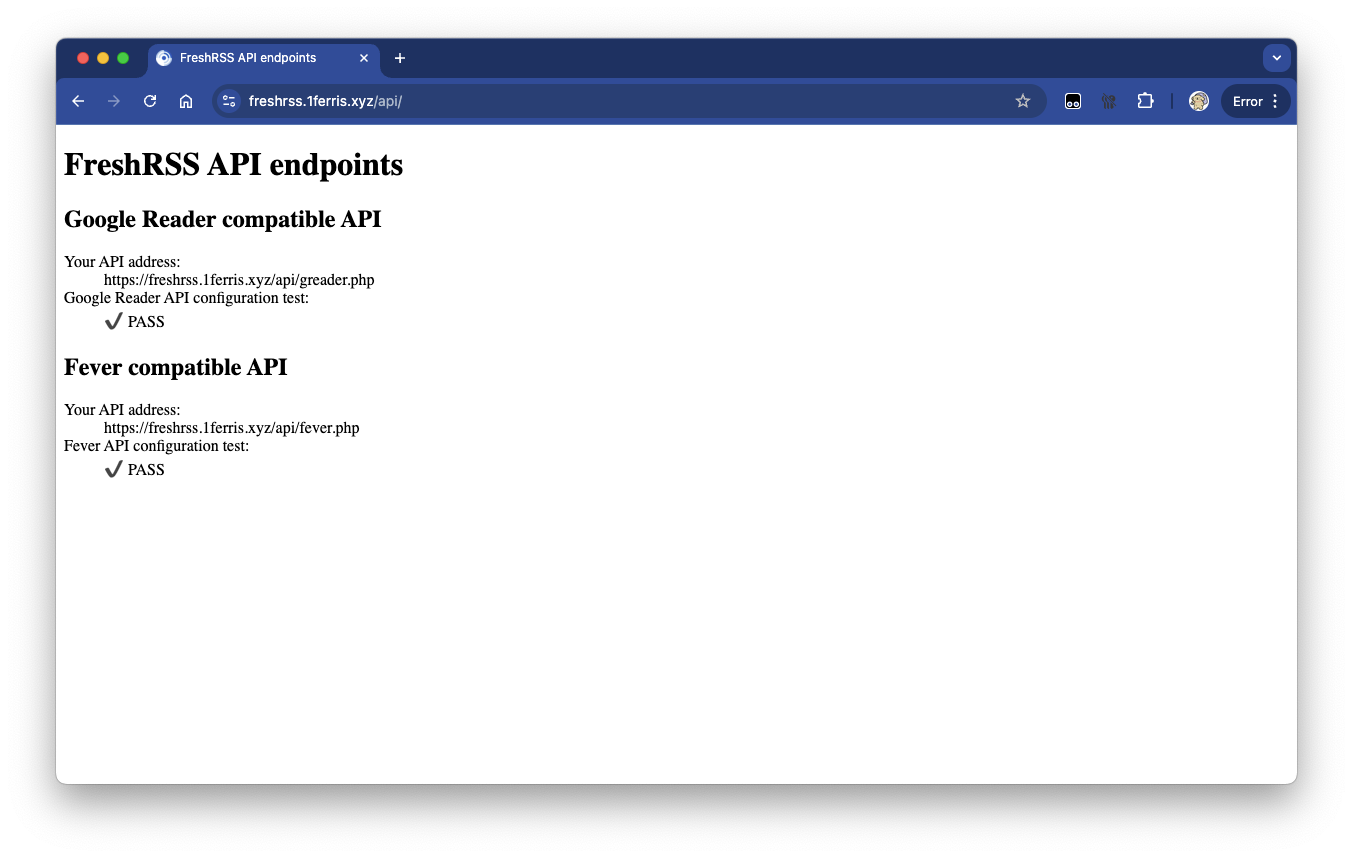 FreshRSS API endpoints
freshrss.1ferris.xyz/api/
Error
FreshRSS API endpoints
Google Reader compatible API
Your API address:
https://freshrss.1ferris.xyz/api/greader.php
Google Reader API configuration test:
✔️ PASS
Fever compatible API
Your API address:
https://freshrss.1ferris.xyz/api/fever.php
Fever API configuration test:
✔️ PASS